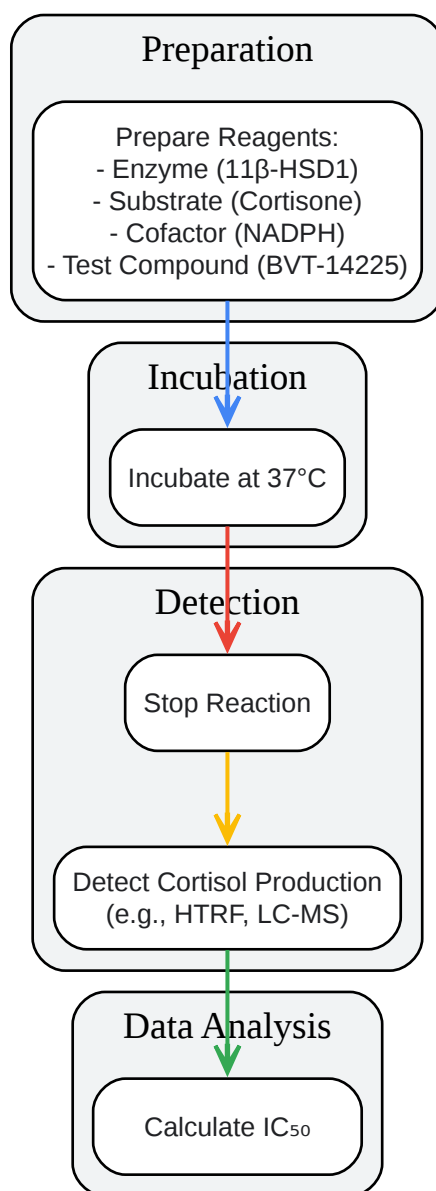 Preparation
Prepare Reagents:
- Enzyme (11β-HSD1)
- Substrate (Cortisone)
- Cofactor (NADPH)
- Test Compound (BVT-14225)
Incubation
Incubate at 37°C
Detection
Stop Reaction
Detect Cortisol Production
(e.g., HTRF, LC-MS)
Data Analysis
Calculate IC₅₀